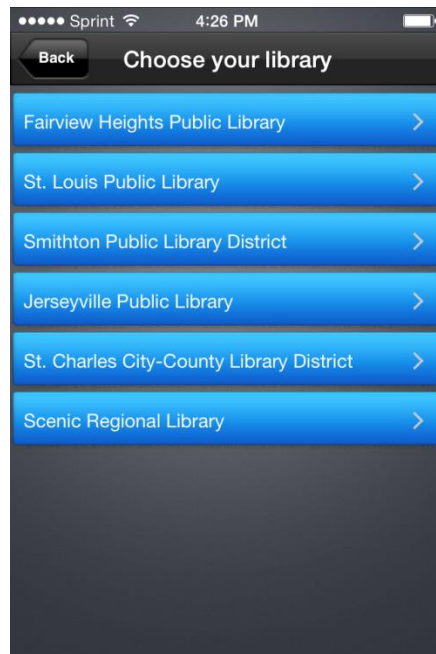 Sprint 4:26 PM
Back Choose your library
Fairview Heights Public Library
St. Louis Public Library
Smithton Public Library District
Jerseyville Public Library
St. Charles City-County Library District
Scenic Regional Library